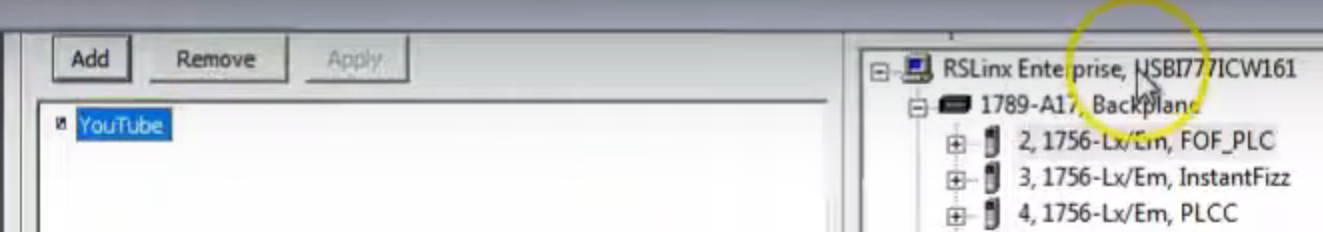 Add Remove Apply
YouTube
RSLinx Enterprise, USBI777ICW161
1789-A17, Backplane
2, 1756-Lx/Em, FOF_PLC
3, 1756-Lx/Em, InstantFizz
4, 1756-Lx/Em, PLCC